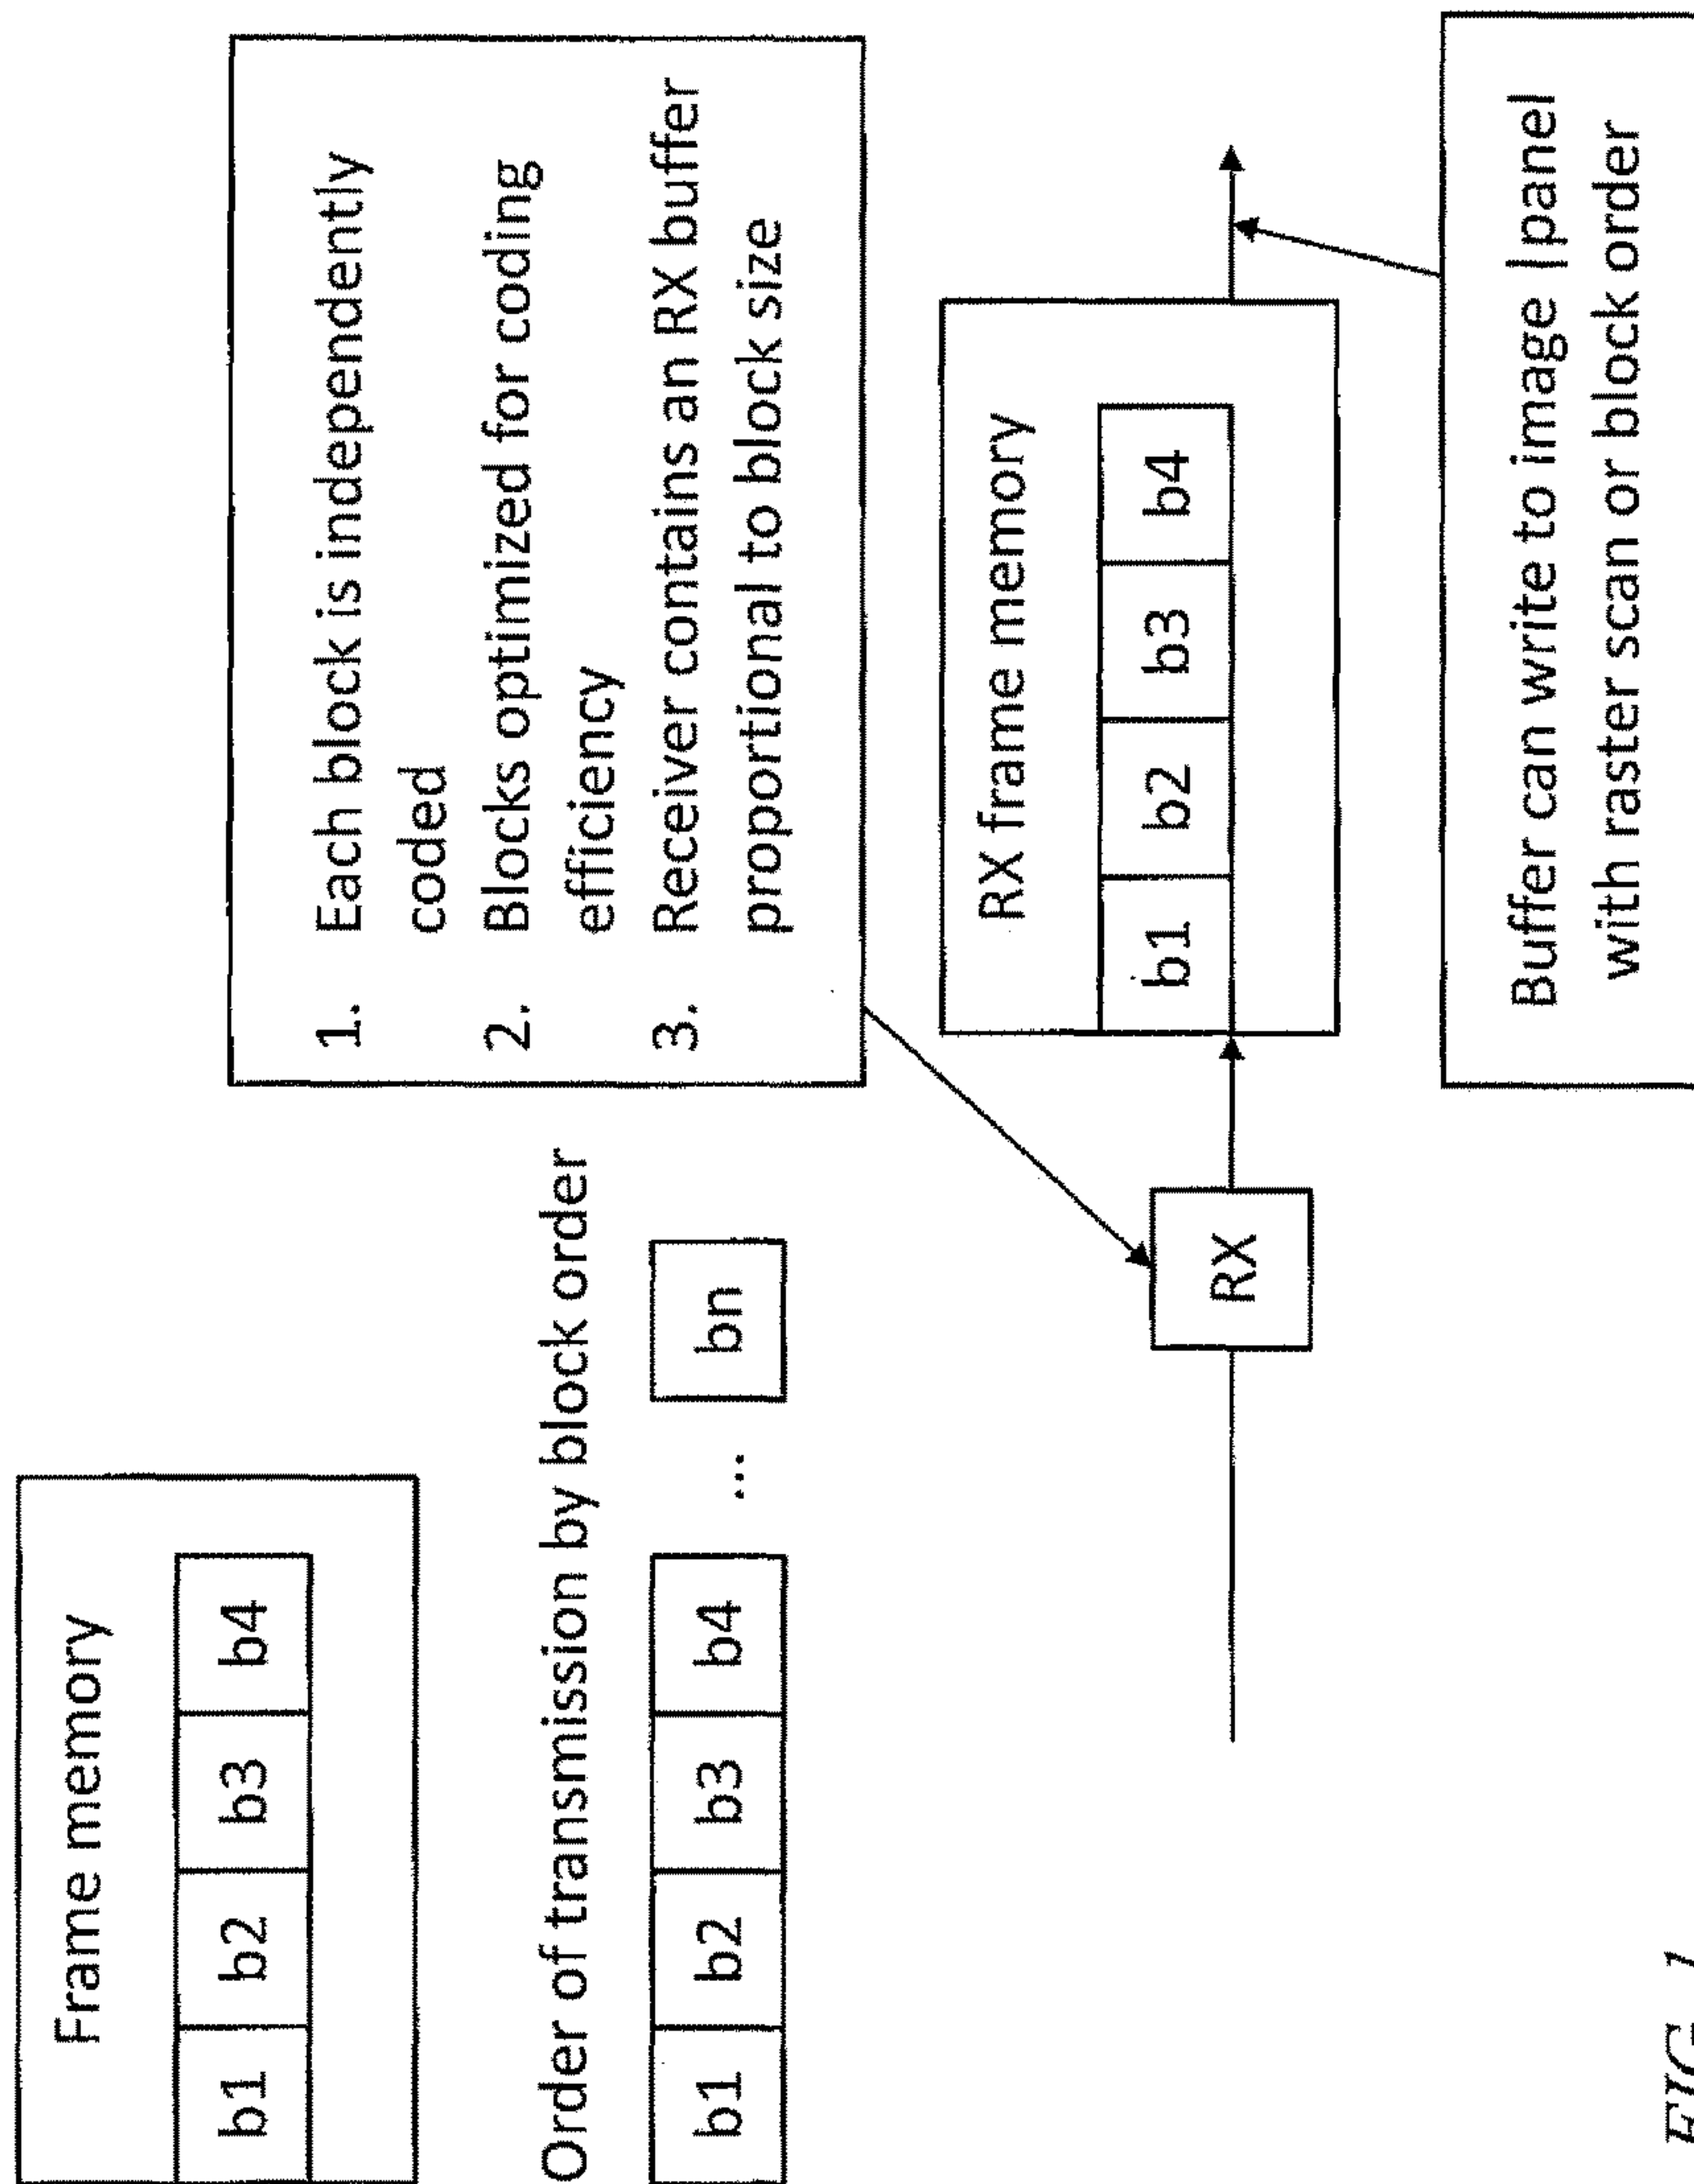 Frame memory
b1 b2 b3 b4
Order of transmission by block order
b1 b2 b3 b4 ... bn
1. Each block is independently
coded
2. Blocks optimized for coding
efficiency
3. Receiver contains an RX buffer
proportional to block size
RX
RX frame memory
b1 b2 b3 b4
Buffer can write to image |panel
with raster scan or block order
FIG. 1